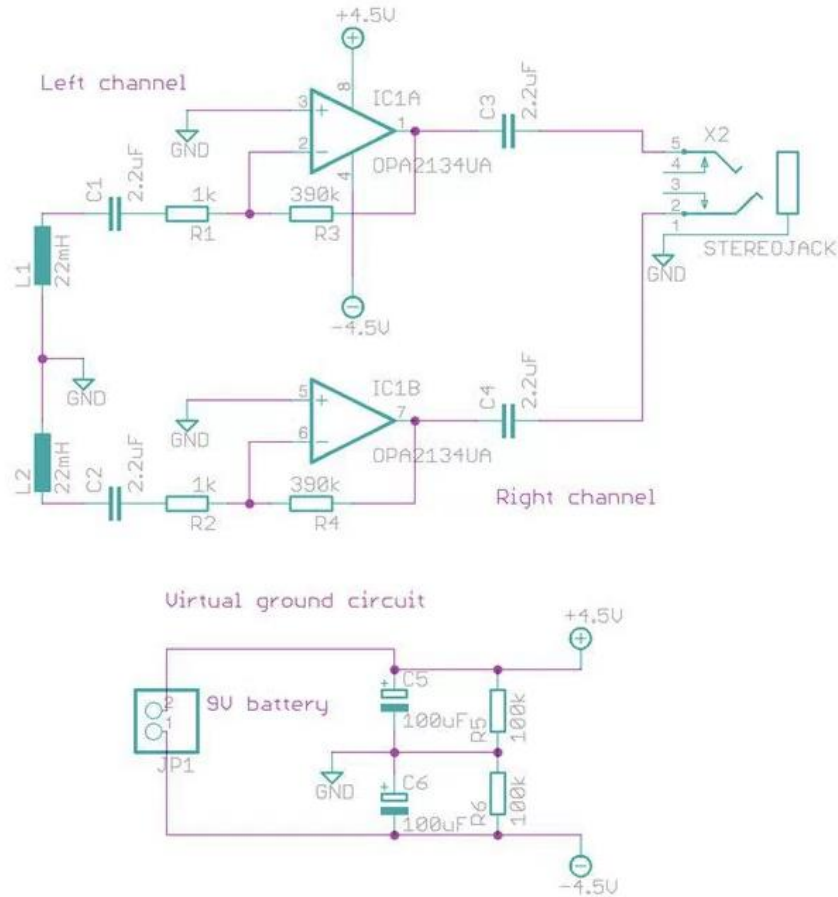 +4.5V
Left channel
8
IC1A
3
+
1
GND
2
-
OPA2134UA
4
C3
2.2uF
X2
5
4
3
2
1
GND
STEREOJACK
C1
2.2uF
1k
R1
390k
R3
L1
22mH
-4.5V
GND
IC1B
5
+
7
GND
6
-
OPA2134UA
C4
2.2uF
L2
22mH
C2
2.2uF
1k
R2
390k
R4
Right channel
Virtual ground circuit
+4.5V
2
1
9V battery
JP1
+
C5
100uF
R5
100k
GND
+
C6
100uF
R6
100k
-4.5V